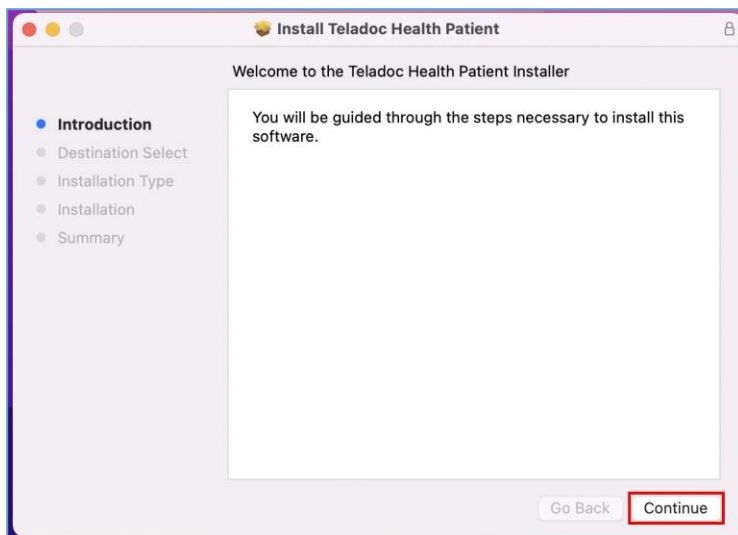 Install Teladoc Health Patient
Welcome to the Teladoc Health Patient Installer
Introduction
Destination Select
Installation Type
Installation
Summary
You will be guided through the steps necessary to install this
software.
Go Back
Continue